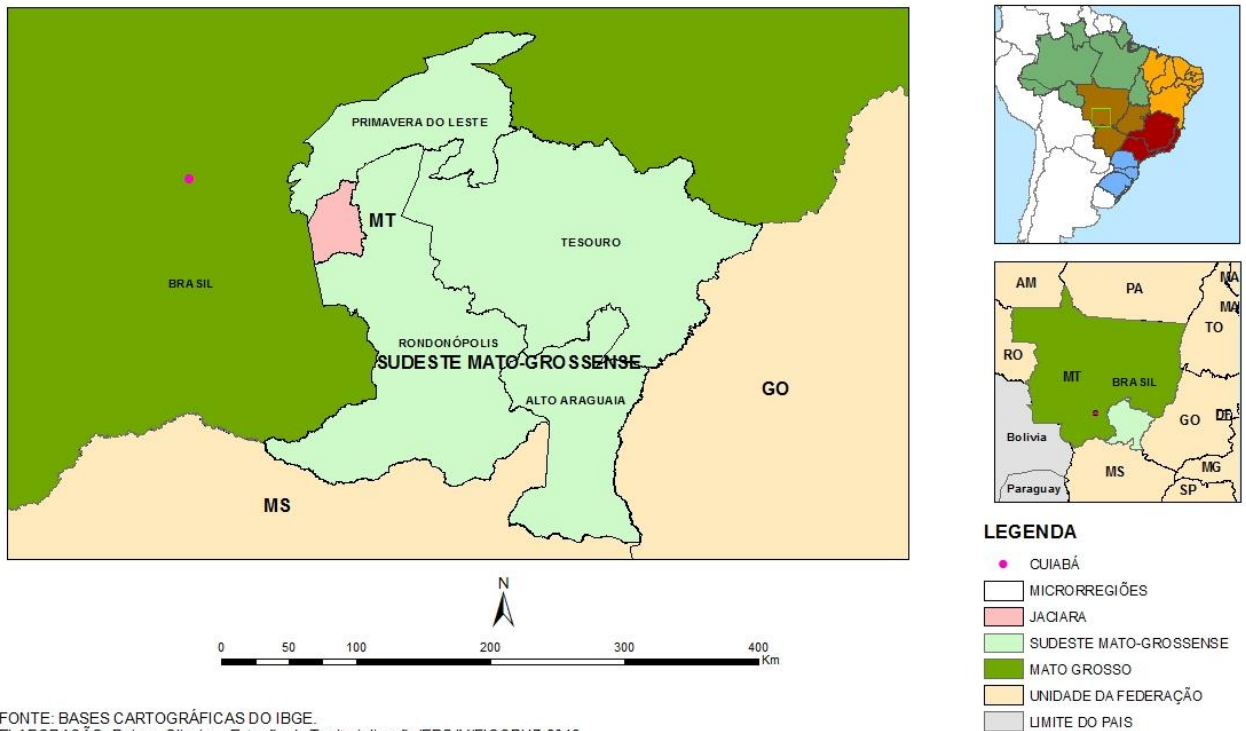 PRIMAVERA DO LESTE
MT
TESOURO
BRASIL
RONDONÓPOLIS
SUDESTE MATO-GROSSENSE
ALTO ARAGUAIA
GO
MS
N
0 50 100 200 300 400
Km
FONTE: BASES CARTOGRÁFICAS DO IBGE.
AM
PA
MA
MA
TO
RO
MT
BRASIL
GO
DF
Bolivia
MS
MG
Paraguay
SP
LEGENDA
CUIABÁ
MICRORREGIÕES
JACIARA
SUDESTE MATO-GROSSENSE
MATO GROSSO
UNIDADE DA FEDERAÇÃO
LIMITE DO PAIS